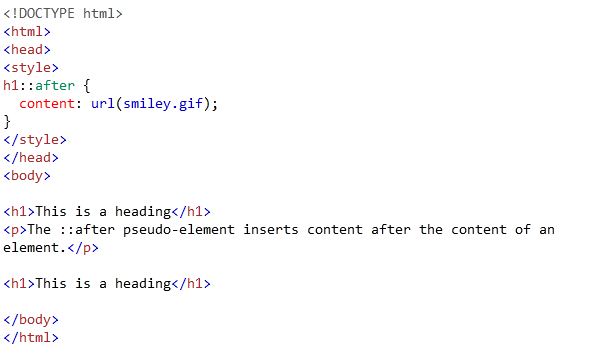 <!DOCTYPE html>
<html>
<head>
<style>
h1::after {
  content: url(smiley.gif);
}
</style>
</head>
<body>

<h1>This is a heading</h1>
<p>The ::after pseudo-element inserts content after the content of an
element.</p>

<h1>This is a heading</h1>

</body>
</html>